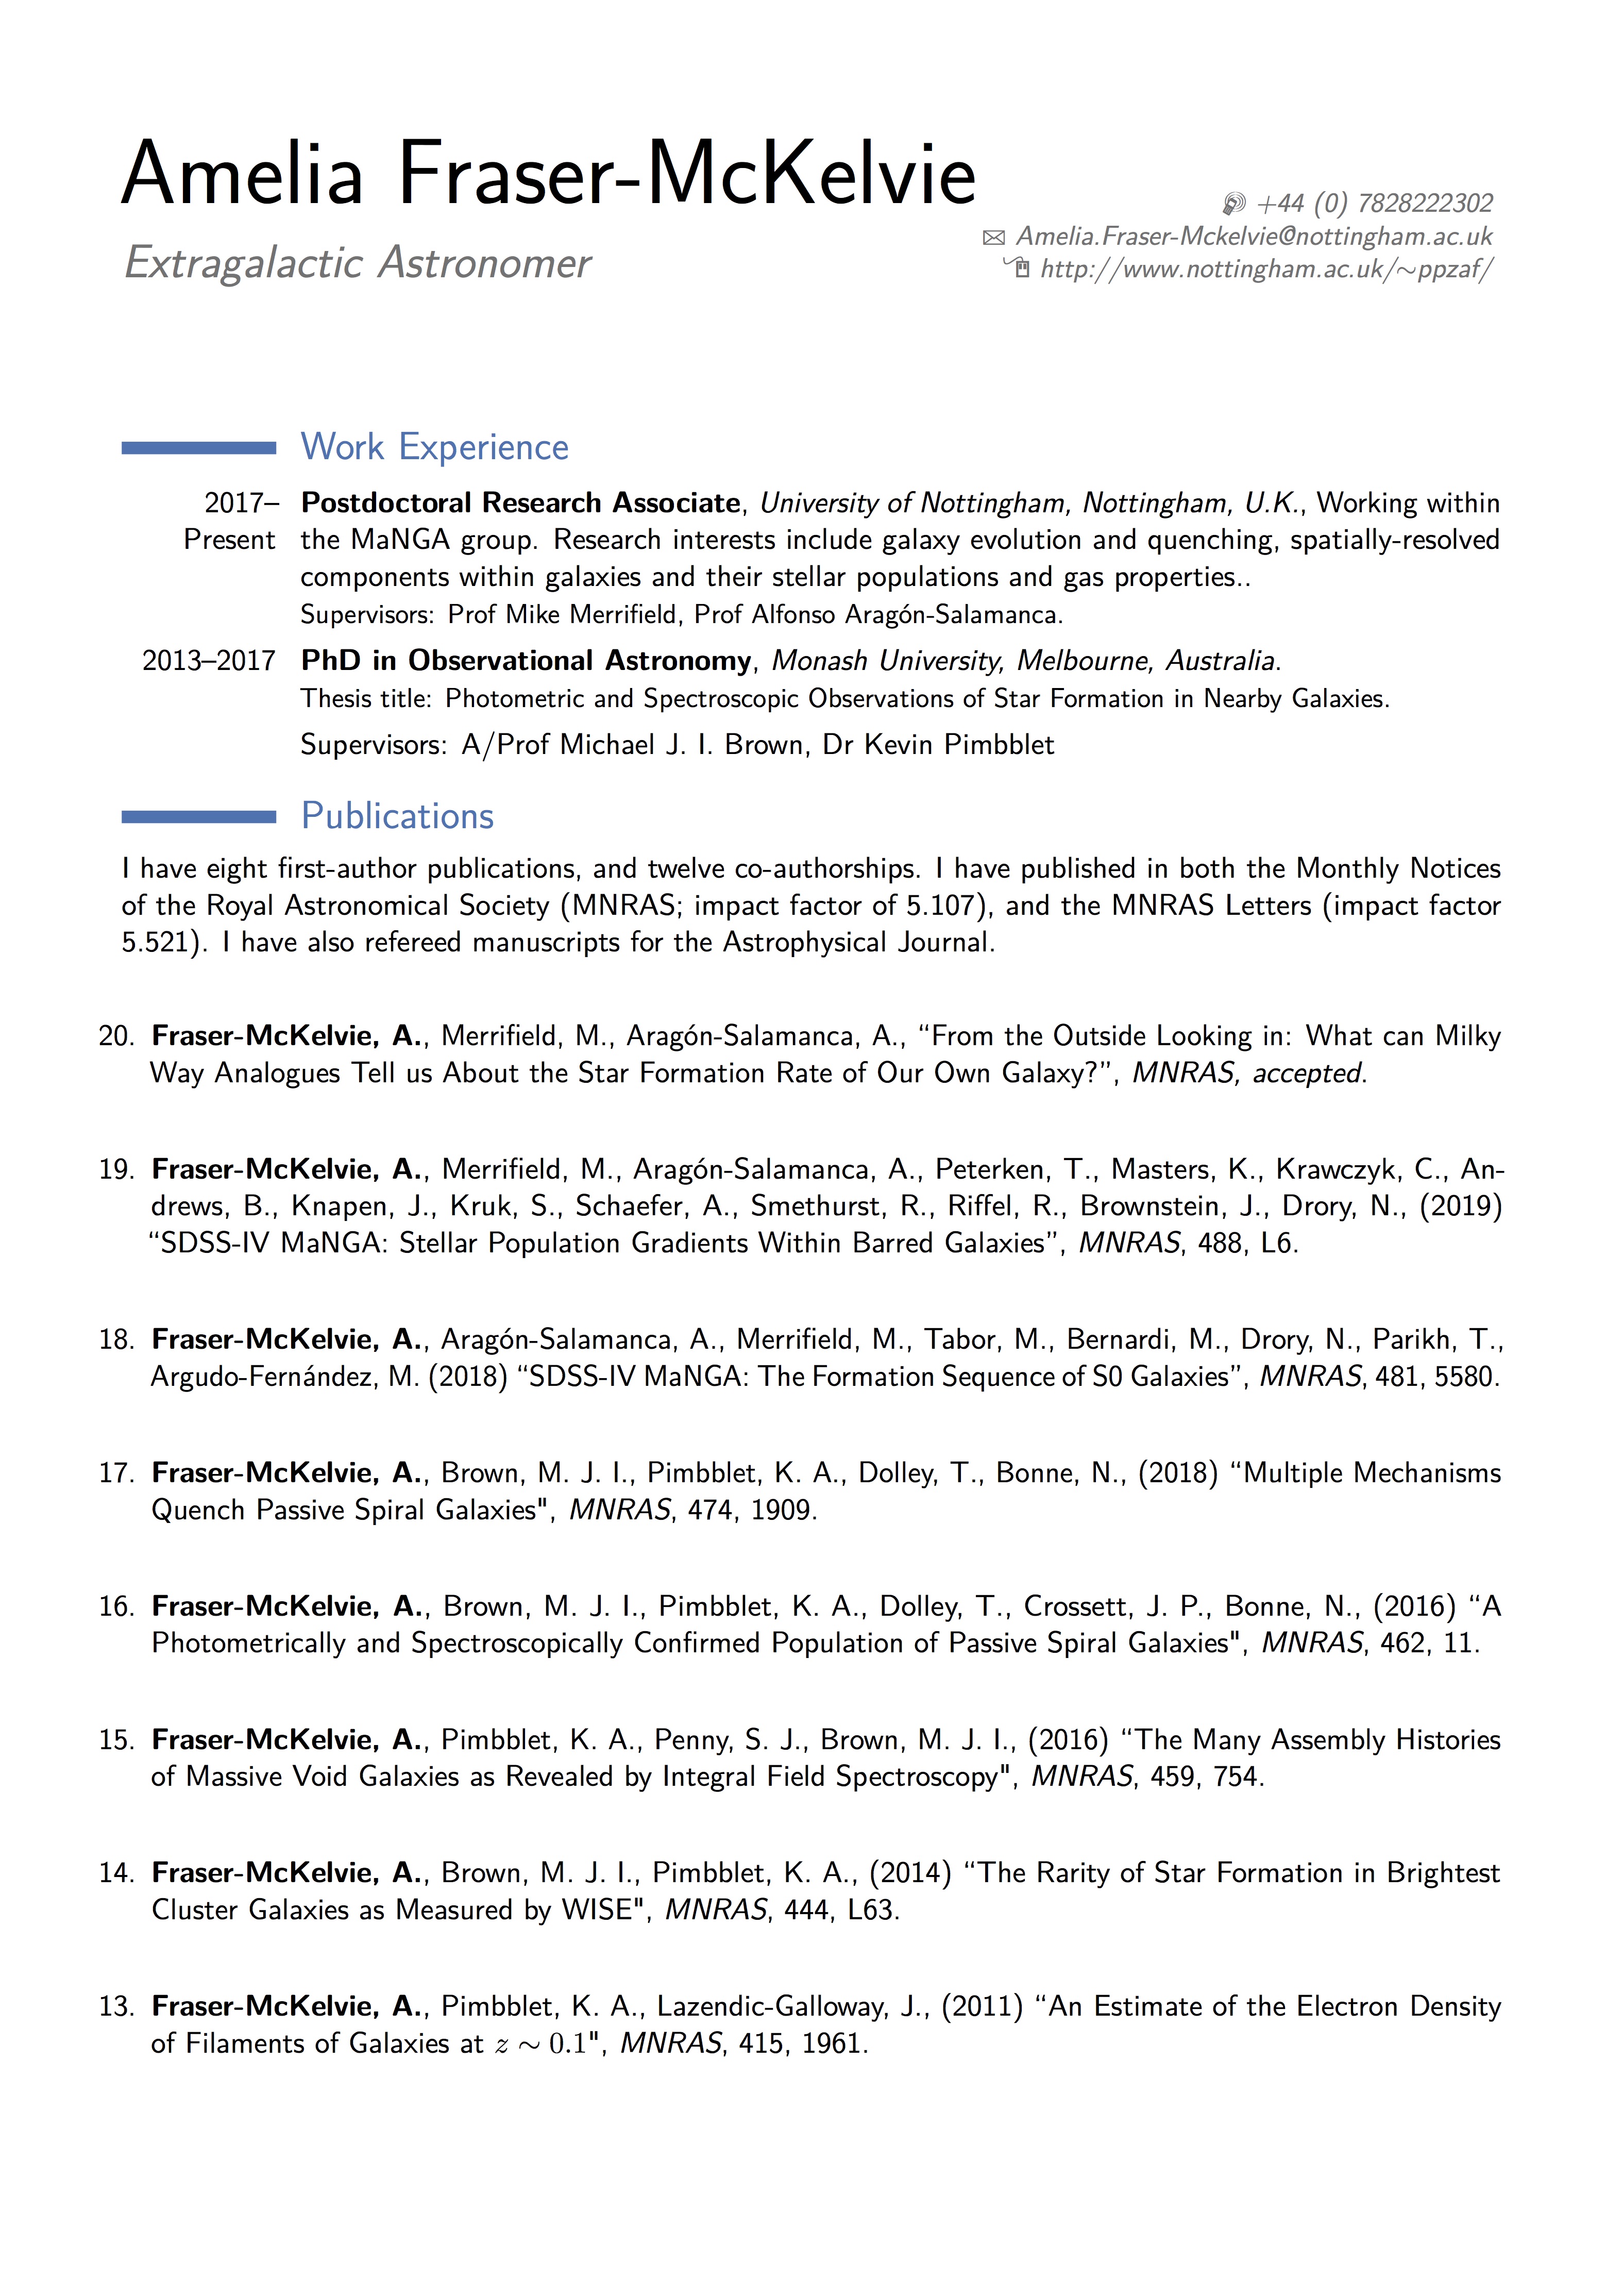 Amelia Fraser-McKelvie
Extragalactic Astronomer
+44 (0) 7828222302
Amelia.Fraser-Mckelvie@nottingham.ac.uk
http://www.nottingham.ac.uk/~ppzaf/
Work Experience
2017– Postdoctoral Research Associate, University of Nottingham, Nottingham, U.K., Working within
Present the MaNGA group. Research interests include galaxy evolution and quenching, spatially-resolved
components within galaxies and their stellar populations and gas properties..
Supervisors: Prof Mike Merrifield, Prof Alfonso Aragón-Salamanca.
2013–2017 PhD in Observational Astronomy, Monash University, Melbourne, Australia.
Thesis title: Photometric and Spectroscopic Observations of Star Formation in Nearby Galaxies.
Supervisors: A/Prof Michael J. I. Brown, Dr Kevin Pimbblet
Publications
I have eight first-author publications, and twelve co-authorships. I have published in both the Monthly Notices
of the Royal Astronomical Society (MNRAS; impact factor of 5.107), and the MNRAS Letters (impact factor
5.521). I have also refereed manuscripts for the Astrophysical Journal.
20. Fraser-McKelvie, A., Merrifield, M., Aragón-Salamanca, A., “From the Outside Looking in: What can Milky
Way Analogues Tell us About the Star Formation Rate of Our Own Galaxy?”, MNRAS, accepted.
19. Fraser-McKelvie, A., Merrifield, M., Aragón-Salamanca, A., Peterken, T., Masters, K., Krawczyk, C., An-
drews, B., Knapen, J., Kruk, S., Schaefer, A., Smethurst, R., Riffel, R., Brownstein, J., Drory, N., (2019)
“SDSS-IV MaNGA: Stellar Population Gradients Within Barred Galaxies”, MNRAS, 488, L6.
18. Fraser-McKelvie, A., Aragón-Salamanca, A., Merrifield, M., Tabor, M., Bernardi, M., Drory, N., Parikh, T.,
Argudo-Fernández, M. (2018) “SDSS-IV MaNGA: The Formation Sequence of S0 Galaxies”, MNRAS, 481, 5580.
17. Fraser-McKelvie, A., Brown, M. J. I., Pimbblet, K. A., Dolley, T., Bonne, N., (2018) “Multiple Mechanisms
Quench Passive Spiral Galaxies", MNRAS, 474, 1909.
16. Fraser-McKelvie, A., Brown, M. J. I., Pimbblet, K. A., Dolley, T., Crossett, J. P., Bonne, N., (2016) “A
Photometrically and Spectroscopically Confirmed Population of Passive Spiral Galaxies", MNRAS, 462, 11.
15. Fraser-McKelvie, A., Pimbblet, K. A., Penny, S. J., Brown, M. J. I., (2016) “The Many Assembly Histories
of Massive Void Galaxies as Revealed by Integral Field Spectroscopy", MNRAS, 459, 754.
14. Fraser-McKelvie, A., Brown, M. J. I., Pimbblet, K. A., (2014) “The Rarity of Star Formation in Brightest
Cluster Galaxies as Measured by WISE", MNRAS, 444, L63.
13. Fraser-McKelvie, A., Pimbblet, K. A., Lazendic-Galloway, J., (2011) “An Estimate of the Electron Density
of Filaments of Galaxies at z ∼ 0.1", MNRAS, 415, 1961.